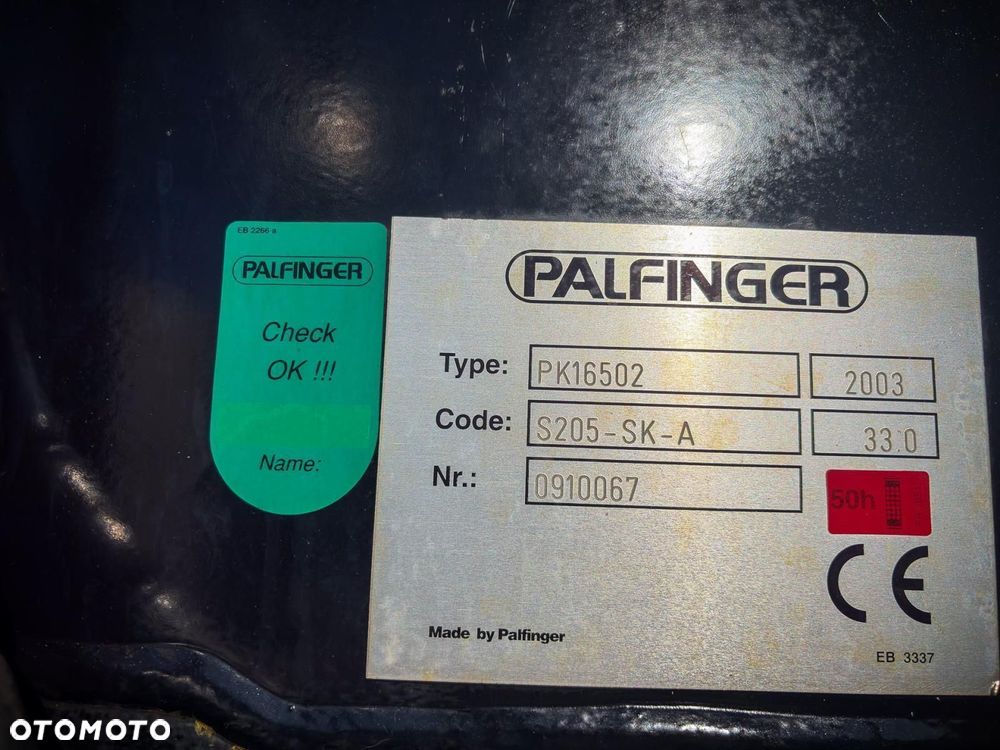 EB 2266 a
PALFINGER
Check
OK !!!
Name:
PALFINGER
Type: PK16502 2003
Code: S205-SK-A 33.0
Nr.: 0910067
50h
CE
Made by Palfinger
EB 3337
OTOMOTO